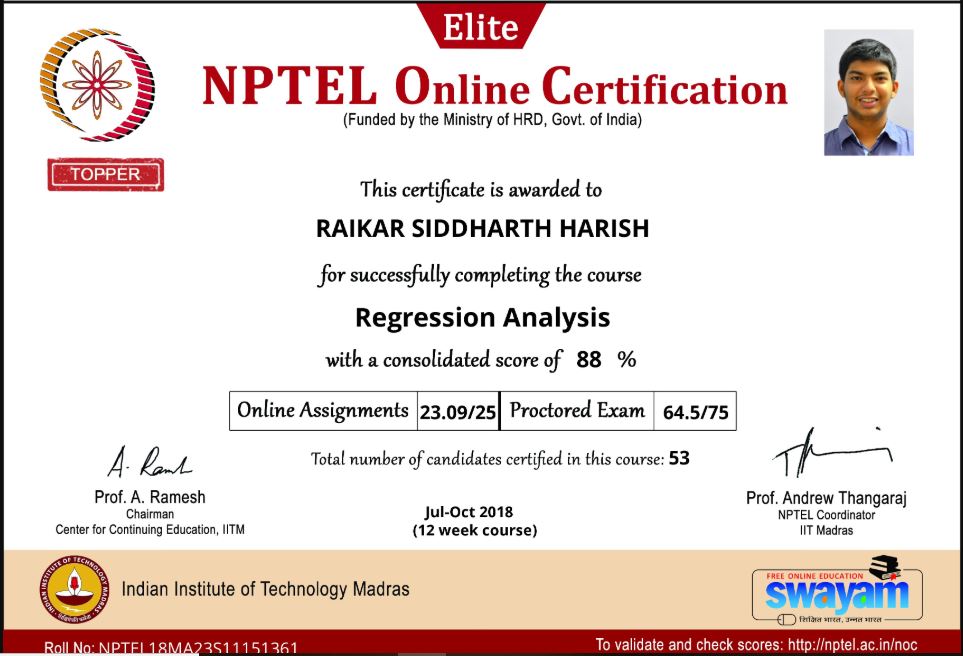 Elite
NPTEL Online Certification
(Funded by the Ministry of HRD, Govt. of India)
TOPPER
This certificate is awarded to
RAIKAR SIDDHARTH HARISH
for successfully completing the course
Regression Analysis
with a consolidated score of 88 %
Online Assignments 23.09/25 Proctored Exam 64.5/75
Total number of candidates certified in this course: 53
A. Ramesh
Prof. A. Ramesh
Chairman
Center for Continuing Education, IITM
Jul-Oct 2018
(12 week course)
Prof. Andrew Thangaraj
NPTEL Coordinator
IIT Madras
INDIAN INSTITUTE OF TECHNOLOGY MADRAS
Indian Institute of Technology Madras
FREE ONLINE EDUCATION
swayam
शिक्षित भारत, उन्नत भारत
Roll No: NPTEL18MA23S11151361
To validate and check scores: http://nptel.ac.in/noc